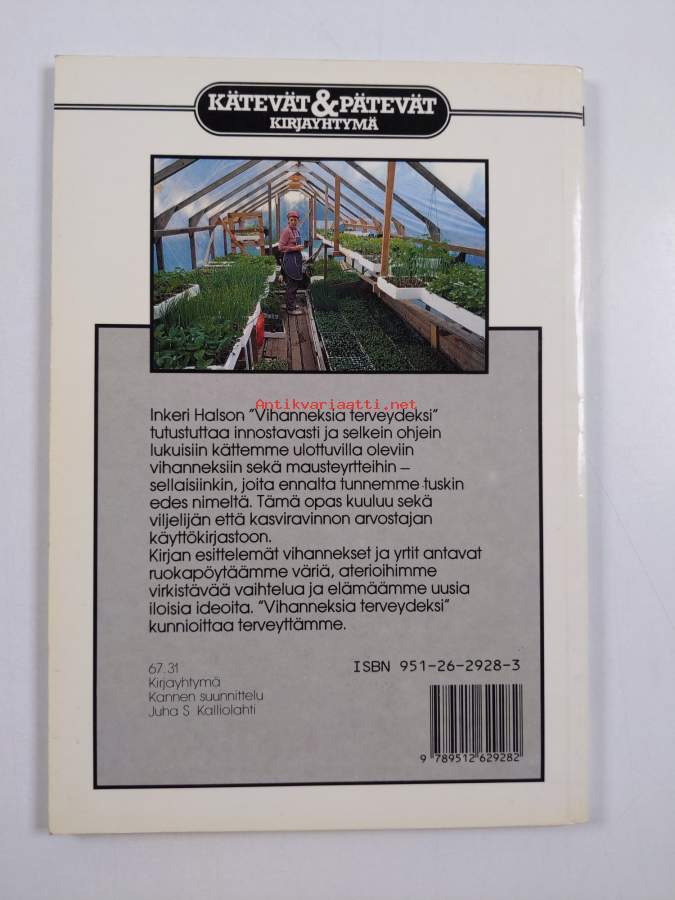 KÄTEVÄT & PÄTEVÄT
KIRJAYHTYMÄ
Antikvariaatti.net
Inkeri Halson "Vihanneksia terveydeksi"
tutustuttaa innostavasti ja selkein ohjein
lukuisiin kättemme ulottuvilla oleviin
vihanneksiin sekä mausteyrtteihin –
sellaisiinkin, joita ennalta tunnemme tuskin
edes nimeltä. Tämä opas kuuluu sekä
viljelijän että kasviravinnon arvostajan
käyttökirjastoon.
Kirjan esittelemät vihannekset ja yrtit antavat
ruokapöytäämme väriä, aterioihimme
virkistävää vaihtelua ja elämäämme uusia
iloisia ideoita. "Vihanneksia terveydeksi"
kunnioittaa terveyttämme.
67.31
Kirjayhtymä
Kannen suunnittelu
Juha S Kalliolahti
ISBN 951-26-2928-3
9 789512 629282